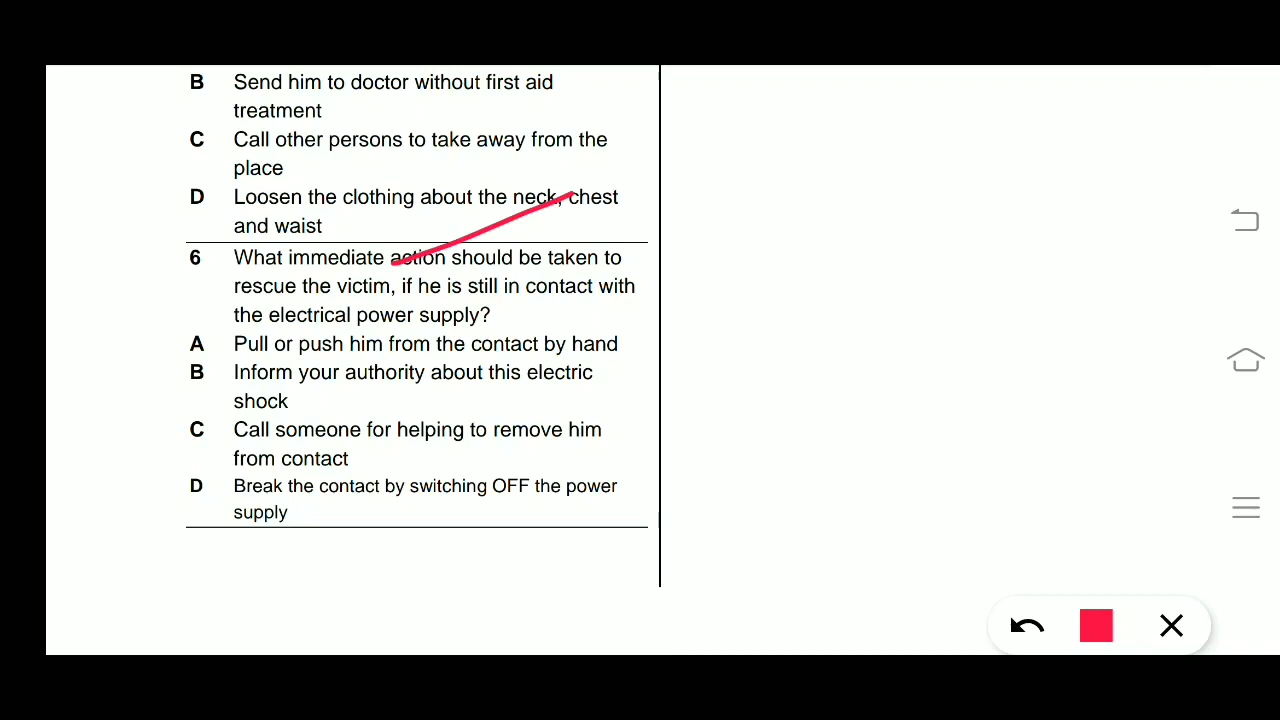 B Send him to doctor without first aid
treatment
C Call other persons to take away from the
place
D Loosen the clothing about the neck, chest
and waist
6 What immediate action should be taken to
rescue the victim, if he is still in contact with
the electrical power supply?
A Pull or push him from the contact by hand
B Inform your authority about this electric
shock
C Call someone for helping to remove him
from contact
D Break the contact by switching OFF the power
supply